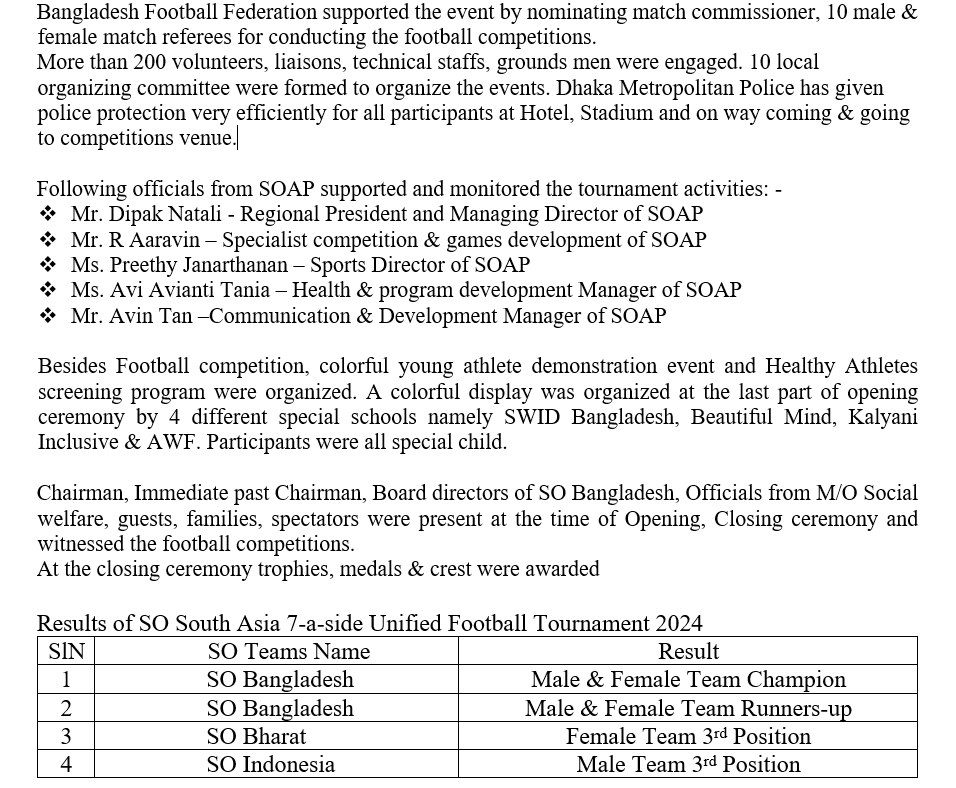 Bangladesh Football Federation supported the event by nominating match commissioner, 10 male &
female match referees for conducting the football competitions.
More than 200 volunteers, liaisons, technical staffs, grounds men were engaged. 10 local
organizing committee were formed to organize the events. Dhaka Metropolitan Police has given
police protection very efficiently for all participants at Hotel, Stadium and on way coming & going
to competitions venue.
Following officials from SOAP supported and monitored the tournament activities: -
❖ Mr. Dipak Natali - Regional President and Managing Director of SOAP
❖ Mr. R Aaravin – Specialist competition & games development of SOAP
❖ Ms. Preethy Janarthanan – Sports Director of SOAP
❖ Ms. Avi Avianti Tania – Health & program development Manager of SOAP
❖ Mr. Avin Tan –Communication & Development Manager of SOAP
Besides Football competition, colorful young athlete demonstration event and Healthy Athletes
screening program were organized. A colorful display was organized at the last part of opening
ceremony by 4 different special schools namely SWID Bangladesh, Beautiful Mind, Kalyani
Inclusive & AWF. Participants were all special child.
Chairman, Immediate past Chairman, Board directors of SO Bangladesh, Officials from M/O Social
welfare, guests, families, spectators were present at the time of Opening, Closing ceremony and
witnessed the football competitions.
At the closing ceremony trophies, medals & crest were awarded
Results of SO South Asia 7-a-side Unified Football Tournament 2024
SlN SO Teams Name Result
1 SO Bangladesh Male & Female Team Champion
2 SO Bangladesh Male & Female Team Runners-up
3 SO Bharat Female Team 3rd Position
4 SO Indonesia Male Team 3rd Position